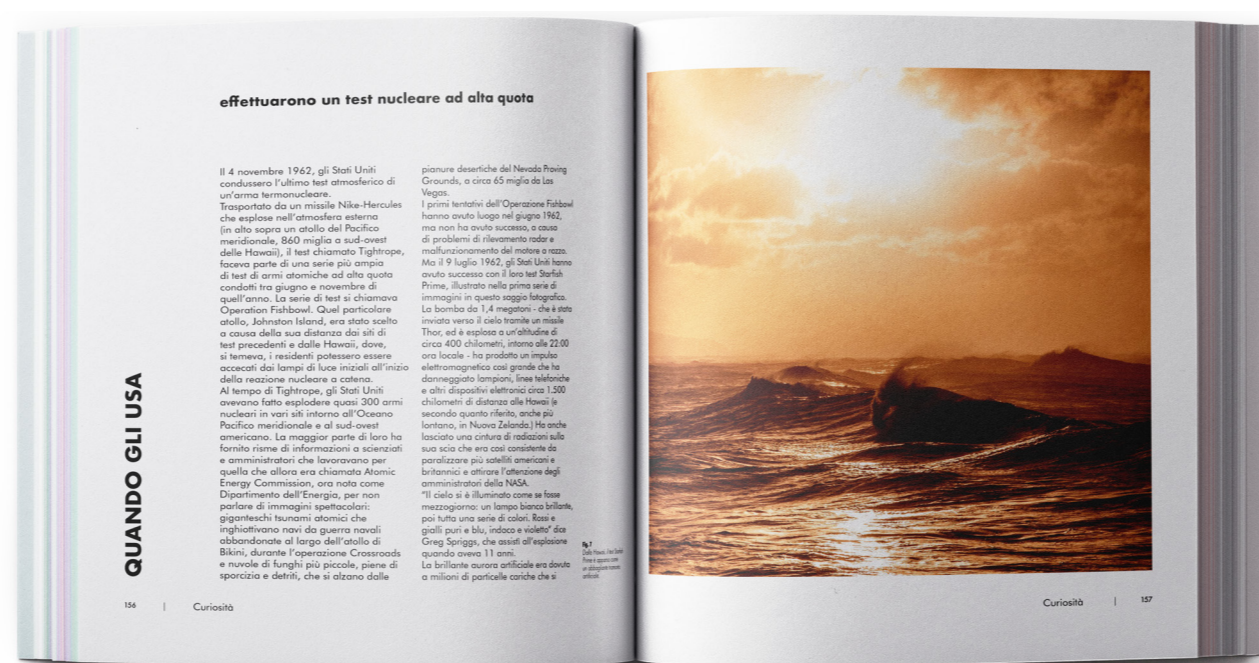 QUANDO GLI USA
effettuarono un test nucleare ad alta quota
Il 4 novembre 1962, gli Stati Uniti
condussero l'ultimo test atmosferico di
un'arma termonucleare.
Trasportato da un missile Nike-Hercules
che esplose nell'atmosfera esterna
(in alto sopra un atollo del Pacifico
meridionale, 860 miglia a sud-ovest
delle Hawaii), il test chiamato Tightrope,
faceva parte di una serie più ampia
di test di armi atomiche ad alta quota
condotti tra giugno e novembre di
quell'anno. La serie di test si chiamava
Operation Fishbowl. Quel particolare
atollo, Johnston Island, era stato scelto
a causa della sua distanza dai siti di
test precedenti e dalle Hawaii, dove,
si temeva, i residenti potessero essere
accecati dai lampi di luce iniziali all'inizio
della reazione nucleare a catena.
Al tempo di Tightrope, gli Stati Uniti
avevano fatto esplodere quasi 300 armi
nucleari in vari siti intorno all'Oceano
Pacifico meridionale e al sud-ovest
americano. La maggior parte di loro ha
fornito risme di informazioni a scienziati
e amministratori che lavoravano per
quella che allora era chiamata Atomic
Energy Commission, ora nota come
Dipartimento dell'Energia, per non
parlare di immagini spettacolari:
giganteschi tsunami atomici che
inghiottivano navi da guerra navali
abbandonate al largo dell'atollo di
Bikini, durante l'operazione Crossroads
e nuvole di funghi più piccole, piene di
sporcizia e detriti, che si alzano dalle
pianure desertiche del Nevada Proving
Grounds, a circa 65 miglia da Las
Vegas.
I primi tentativi dell'Operazione Fishbowl
hanno avuto luogo nel giugno 1962,
ma non ha avuto successo, a causa
di problemi di rilevamento radar e
malfunzionamento del motore a razzo.
Ma il 9 luglio 1962, gli Stati Uniti hanno
avuto successo con il loro test Starfish
Prime, illustrato nella prima serie di
immagini in questo saggio fotografico.
La bomba da 1,4 megatoni - che è stata
inviata verso il cielo tramite un missile
Thor, ed è esplosa a un'altitudine di
circa 400 chilometri, intorno alle 22:00
ora locale - ha prodotto un impulso
elettromagnetico così grande che ha
danneggiato lampioni, linee telefoniche
e altri dispositivi elettronici circa 1.500
chilometri di distanza alle Hawaii (e
secondo quanto riferito, anche più
lontano, in Nuova Zelanda.) Ha anche
lasciato una cintura di radiazioni sulla
sua scia che era così consistente da
paralizzare più satelliti americani e
britannici e attirare l'attenzione degli
amministratori della NASA.
"Il cielo si è illuminato come se fosse
mezzogiorno: un lampo bianco brillante,
poi tutta una serie di colori. Rossi e
gialli puri e blu, indaco e violetto" dice
Greg Spriggs, che assistì all'esplosione
quando aveva 11 anni.
La brillante aurora artificiale era dovuta
a milioni di particelle cariche che si
Fig.7
Dalle Hawaii,
Prime è apparso come
un abbagliante
artificiale.
156 | Curiosità
Curiosità | 157